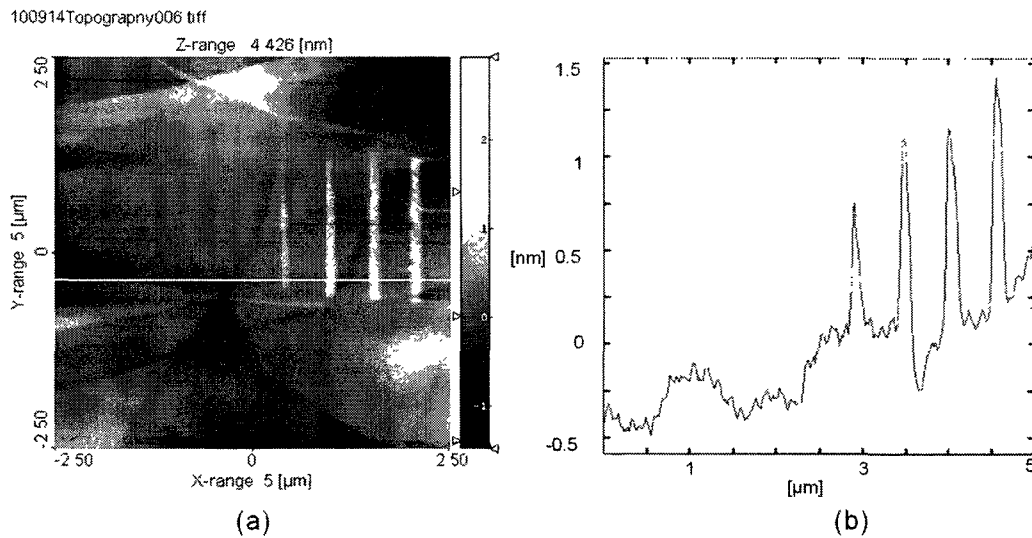 100914Topograpny006 tiff
Z-range 4 426 [nm]
2 50
Y-range 5 [µm]
0
-2 50
-2 50 0 2 50
X-range 5 [µm]
2
1
0
-1
(a)
1.5
1
[nm]
0.5
0
-0.5
1 3 5
[µm]
(b)